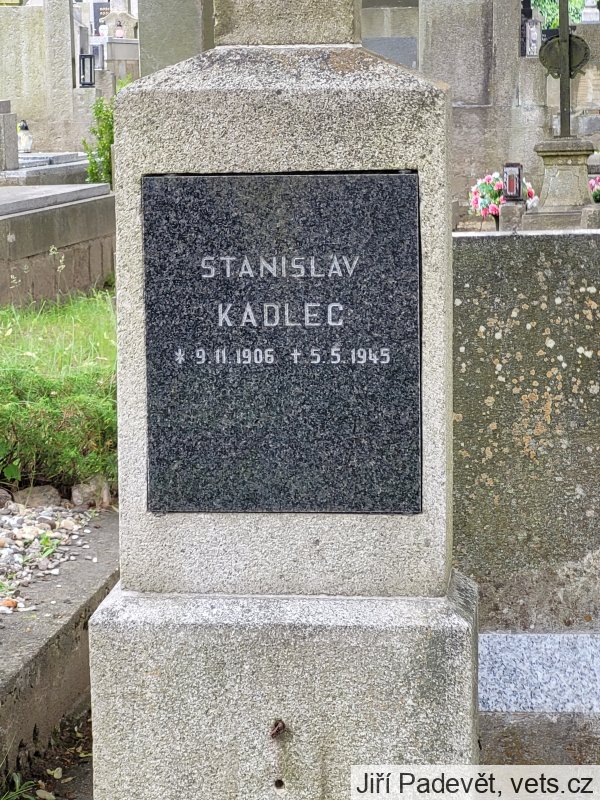 STANISLAV
KADLEC
* 9.11.1906 † 5.5.1945
Jiří Padevět, vets.cz